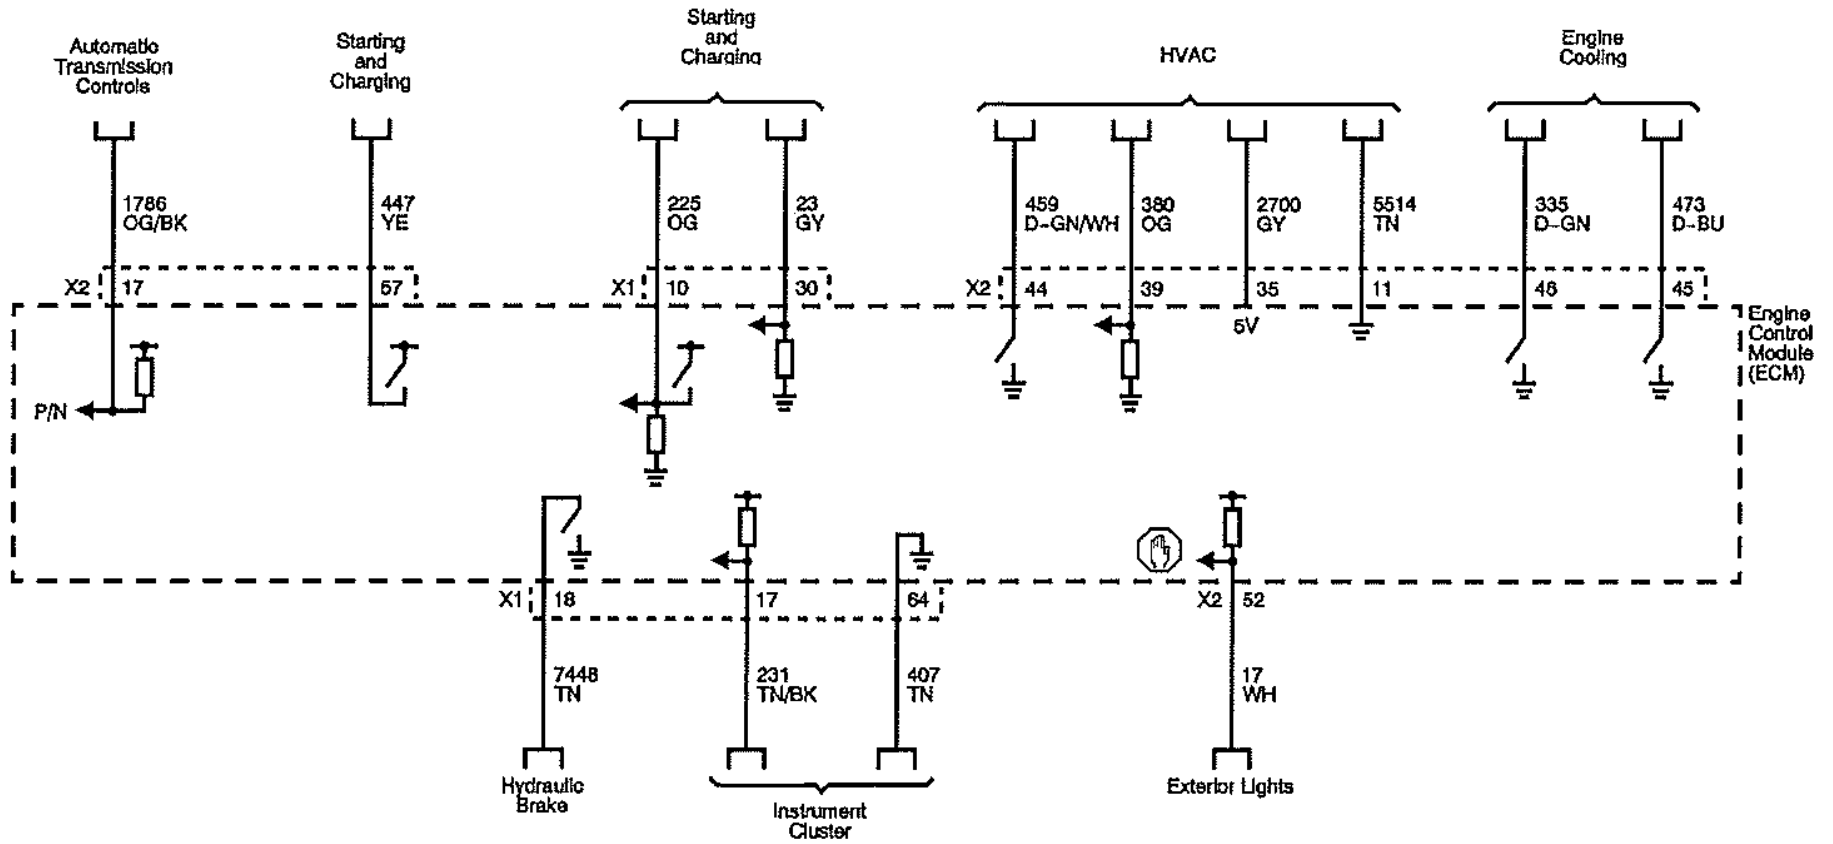 Automatic
Transmission
Controls
Starting
and
Charging
Starting
and
Charging
HVAC
Engine
Cooling
1786
OG/BK
447
YE
225
OG
23
GY
459
D-GN/WH
380
OG
2700
GY
5514
TN
335
D-GN
473
D-BU
X2
17
57
X1
10
30
X2
44
39
35
11
48
45
5V
Engine
Control
Module
(ECM)
P/N
X1
18
17
64
X2
52
7448
TN
231
TN/BK
407
TN
17
WH
Hydraulic
Brake
Instrument
Cluster
Exterior Lights